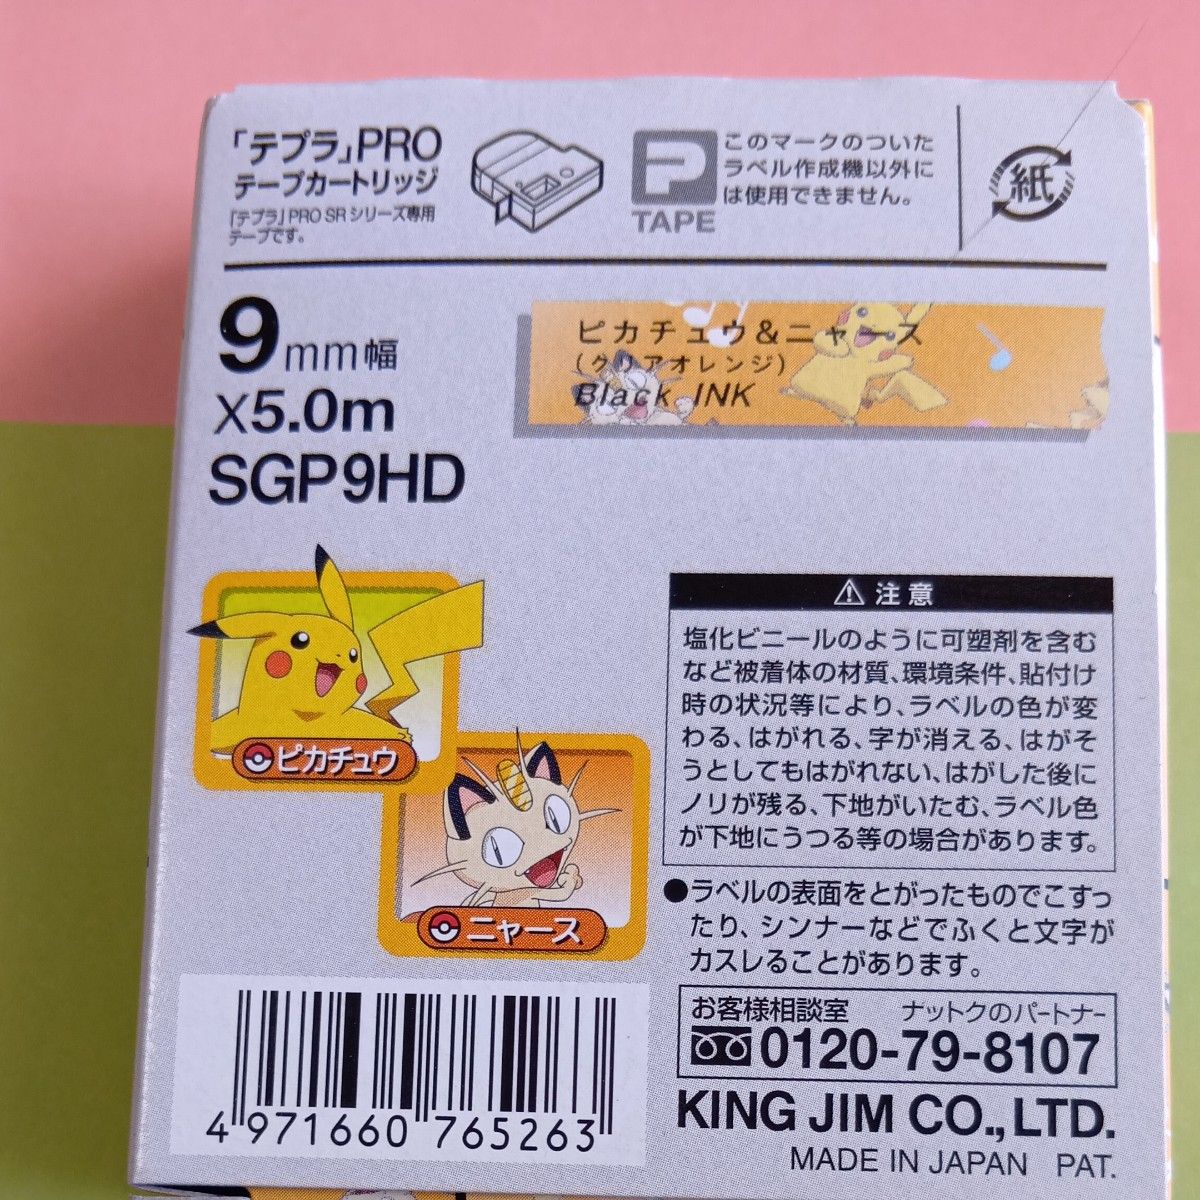 「テプラ」PRO
テープカートリッジ
「テプラ」PRO SRシリーズ専用
テープです。
TAPE
このマークのついた
ラベル作成機以外に
は使用できません。
紙
9mm幅
X5.0m
SGP9HD
ピカチュウ&ニャース
(クリアオレンジ)
Black INK
ピカチュウ
ニャース
⚠注意
塩化ビニールのように可塑剤を含む
など被着体の材質、環境条件、貼付け
時の状況等により、ラベルの色が変
わる、はがれる、字が消える、はがそ
うとしてもはがれない、はがした後に
ノリが残る、下地がいたむ、ラベル色
が下地にうつる等の場合があります。
●ラベルの表面をとがったものでこすっ
たり、シンナーなどでふくと文字が
カスレることがあります。
お客様相談室 ナットクのパートナー
0120-79-8107
KING JIM CO.,LTD.
MADE IN JAPAN PAT.
4971660765263